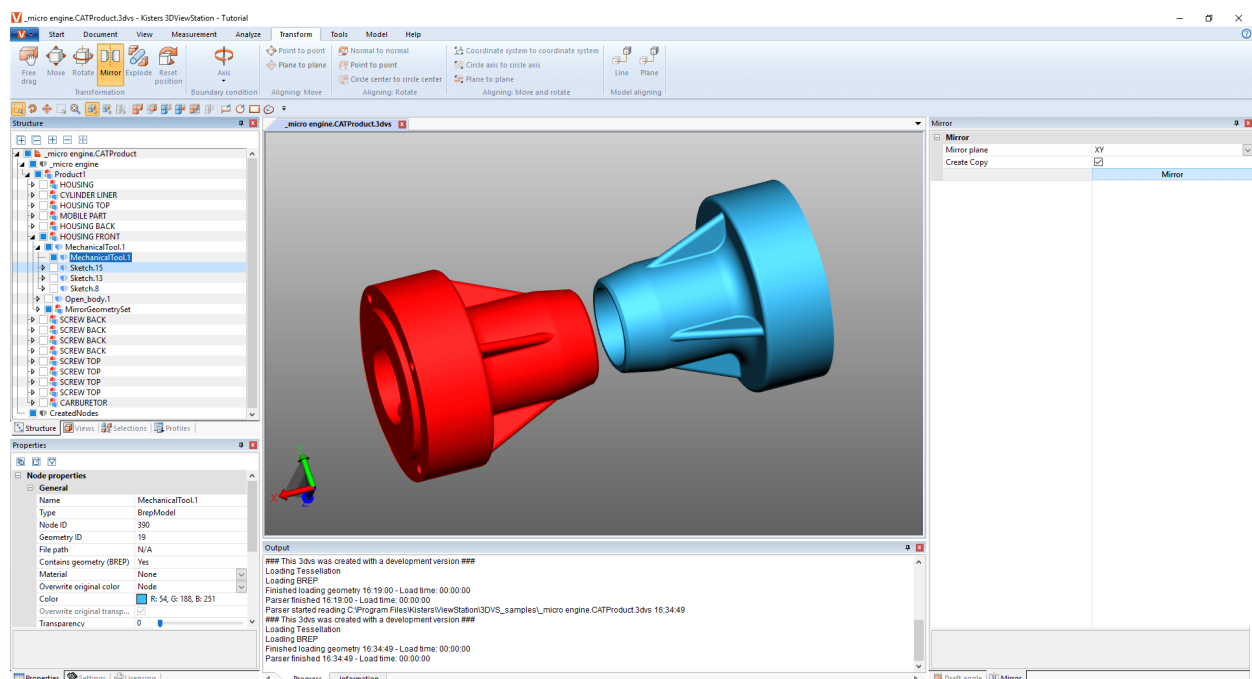 _micro engine.CATProduct.3dvs - Kisters 3DViewStation - Tutorial
View Start Document View Measurement Analyze Transform Tools Model Help
Free drag
Move
Rotate
Mirror
Explode
Reset position
Transformation
Axis
Boundary condition
Point to point
Plane to plane
Aligning: Move
Normal to normal
Point to point
Circle center to circle center
Aligning: Rotate
Coordinate system to coordinate system
Circle axis to circle axis
Plane to plane
Aligning: Move and rotate
Line
Plane
Model aligning
Structure
_micro engine.CATProduct
_micro engine
Product1
HOUSING
CYLINDER LINER
HOUSING TOP
MOBILE PART
HOUSING BACK
HOUSING FRONT
MechanicalTool.1
MechanicalTool.1
Sketch.15
Sketch.13
Sketch.8
Open_body.1
MirrorGeometrySet
SCREW BACK
SCREW BACK
SCREW BACK
SCREW BACK
SCREW TOP
SCREW TOP
SCREW TOP
SCREW TOP
CARBURETOR
CreatedNodes
Structure Views Selections Profiles
Properties
Node properties
General
Name MechanicalTool.1
Type BrepModel
Node ID 390
Geometry ID 19
File path N/A
Contains geometry (BREP) Yes
Material None
Overwrite original color Node
Color R: 54, G: 188, B: 251
Overwrite original transp...
Transparency 0
Properties Settings Licensing
_micro engine.CATProduct.3dvs
X
Y
Z
Output
### This 3dvs was created with a development version ###
Loading Tessellation
Loading BREP
Finished loading geometry 16:19:00 - Load time: 00:00:00
Parser finished 16:19:00 - Load time: 00:00:00
Parser started reading C:\Program Files\Kisters\ViewStation\3DVS_samples\_micro engine.CATProduct.3dvs 16:34:49
### This 3dvs was created with a development version ###
Loading Tessellation
Loading BREP
Finished loading geometry 16:34:49 - Load time: 00:00:00
Parser finished 16:34:49 - Load time: 00:00:00
Progress Information
Mirror
Mirror
Mirror plane XY
Create Copy
Mirror
Draft angle Mirror